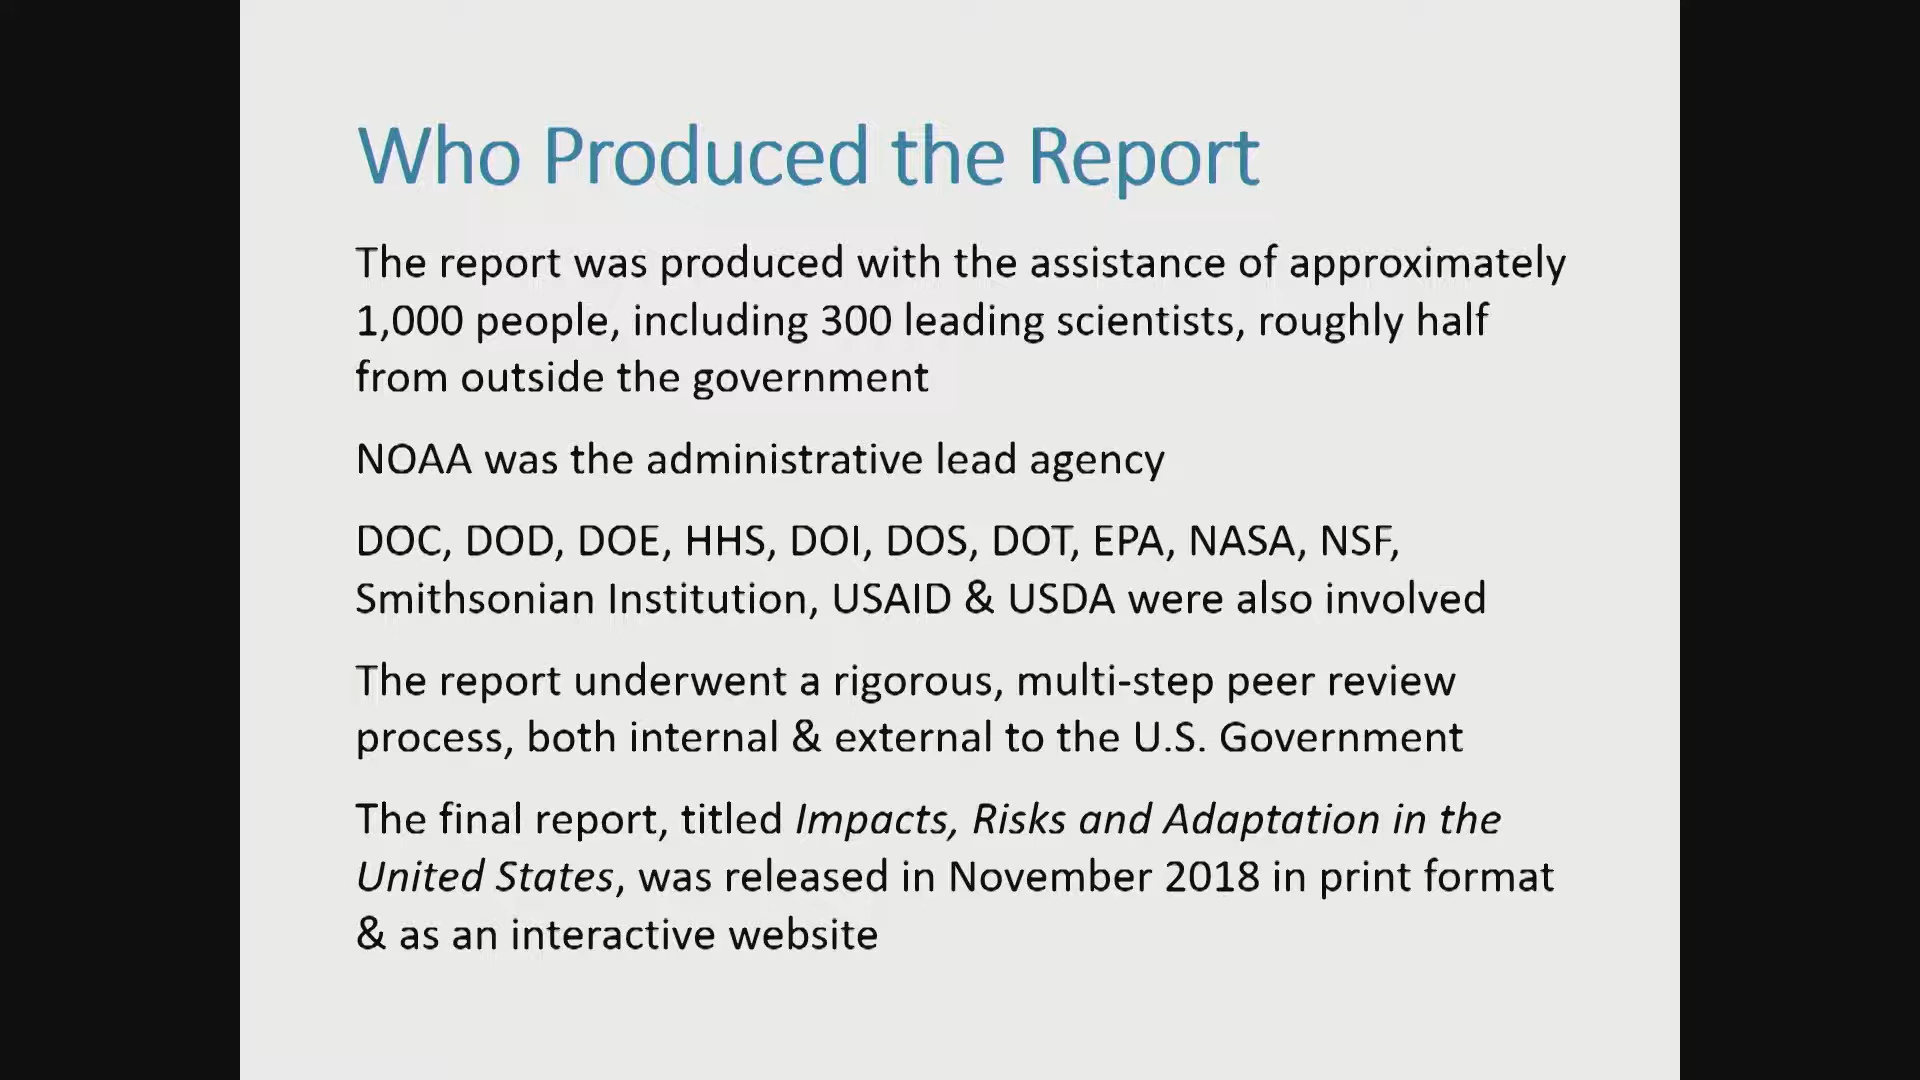 Who Produced the Report
The report was produced with the assistance of approximately
1,000 people, including 300 leading scientists, roughly half
from outside the government
NOAA was the administrative lead agency
DOC, DOD, DOE, HHS, DOI, DOS, DOT, EPA, NASA, NSF,
Smithsonian Institution, USAID & USDA were also involved
The report underwent a rigorous, multi-step peer review
process, both internal & external to the U.S. Government
The final report, titled Impacts, Risks and Adaptation in the
United States, was released in November 2018 in print format
& as an interactive website